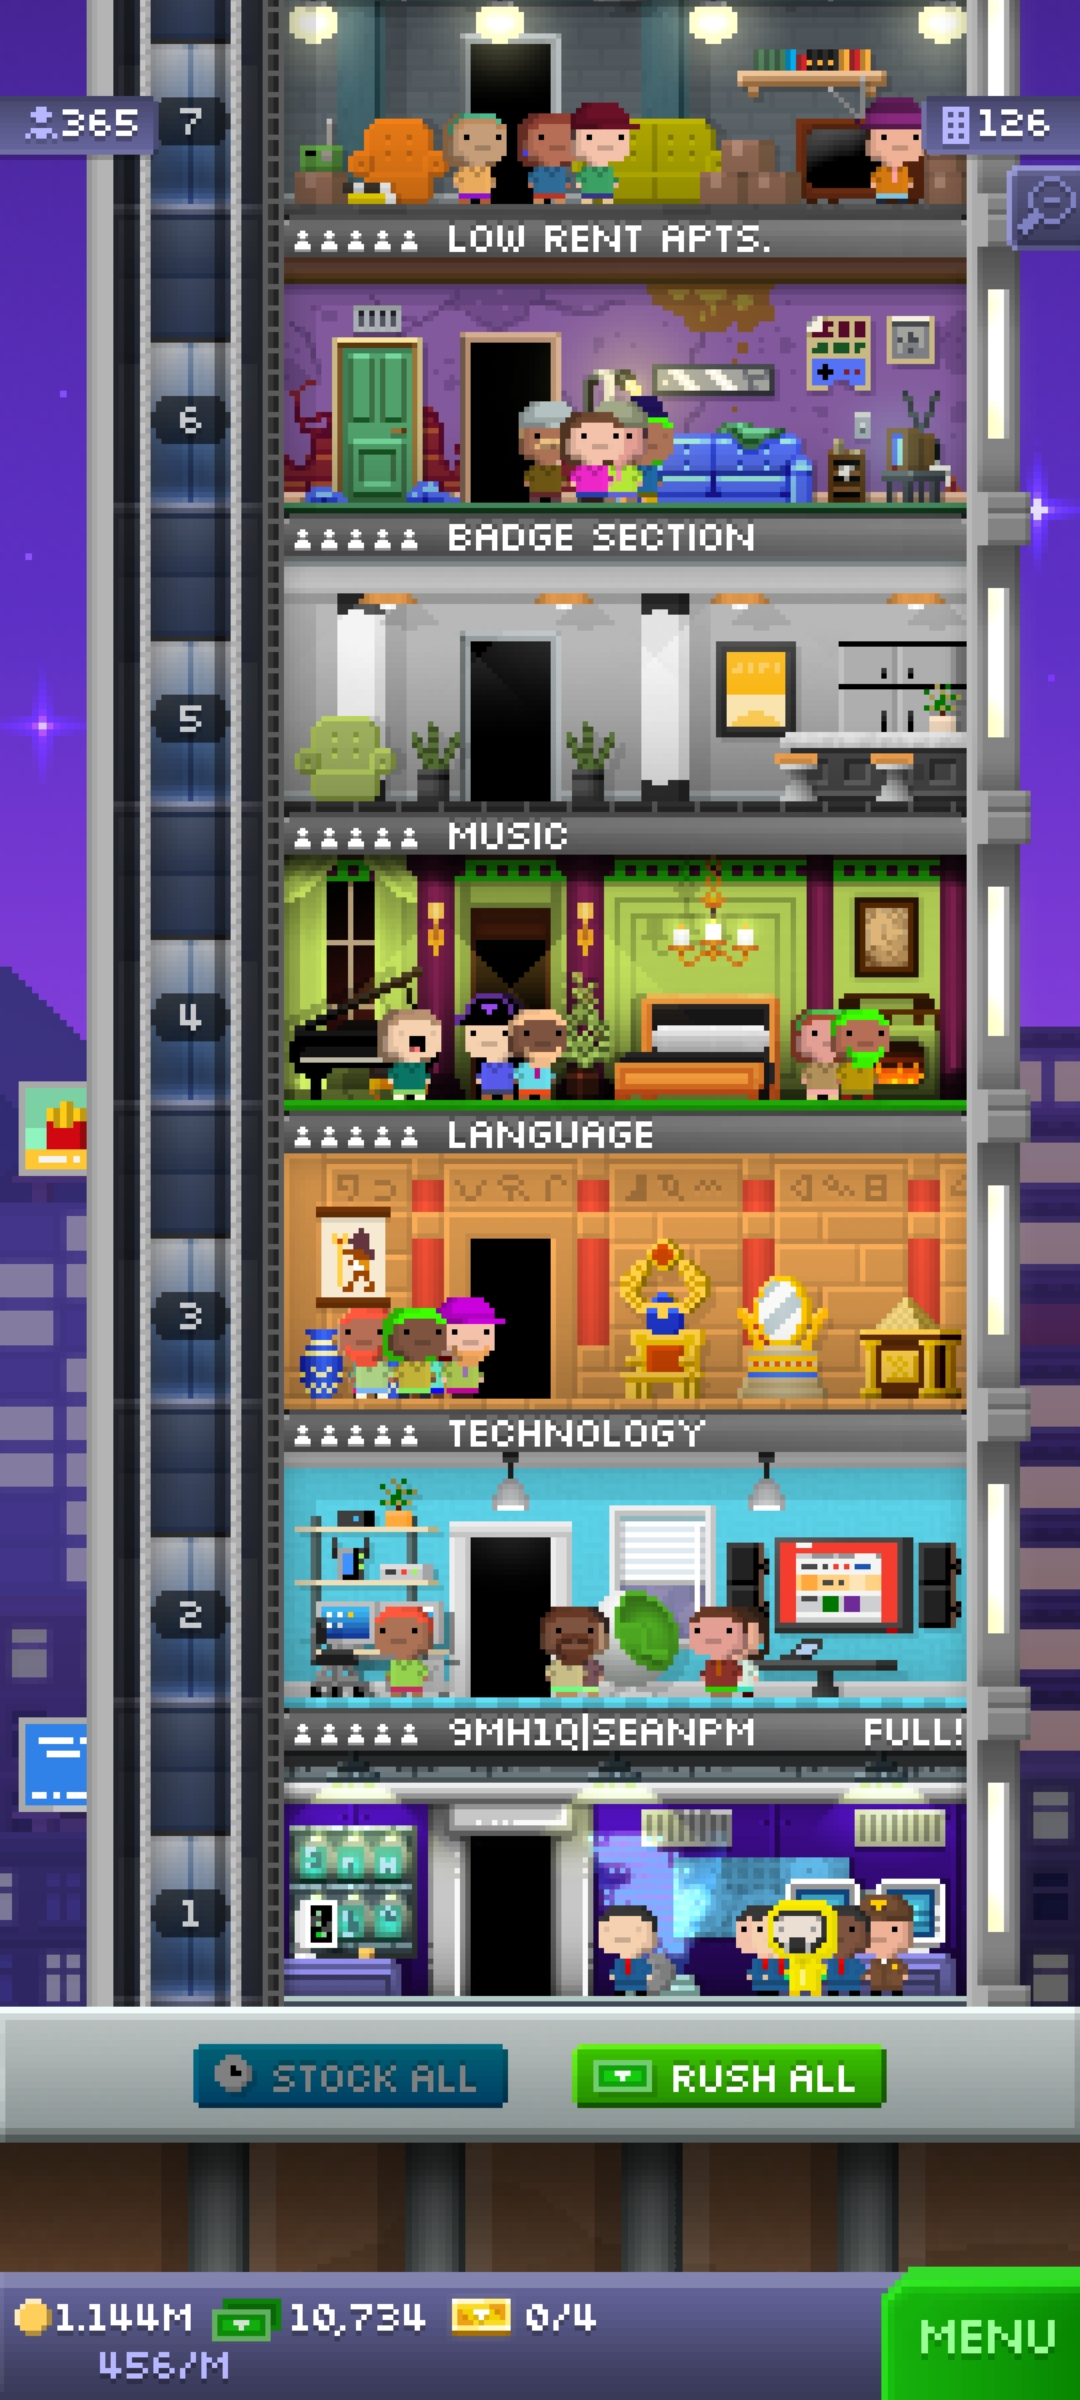 365
7
126
LOW RENT APTS.
6
BADGE SECTION
5
MUSIC
4
LANGUAGE
3
TECHNOLOGY
2
9MH1Q|SEANPM FULL!
1
STOCK ALL
RUSH ALL
1.144M 10,734 0/4
456/M
MENU